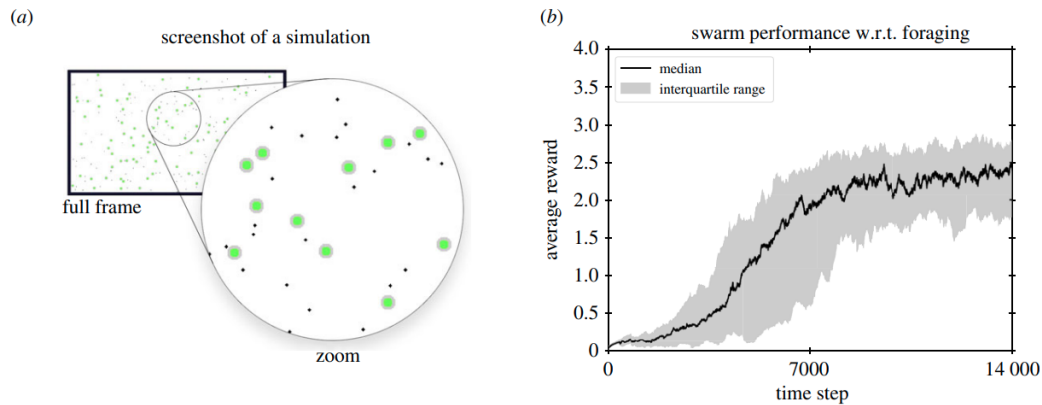 (a)
screenshot of a simulation
full frame
zoom
(b)
swarm performance w.r.t. foraging
4.0
3.5
3.0
2.5
2.0
1.5
1.0
0.5
0
average reward
median
interquartile range
0
7000
14 000
time step